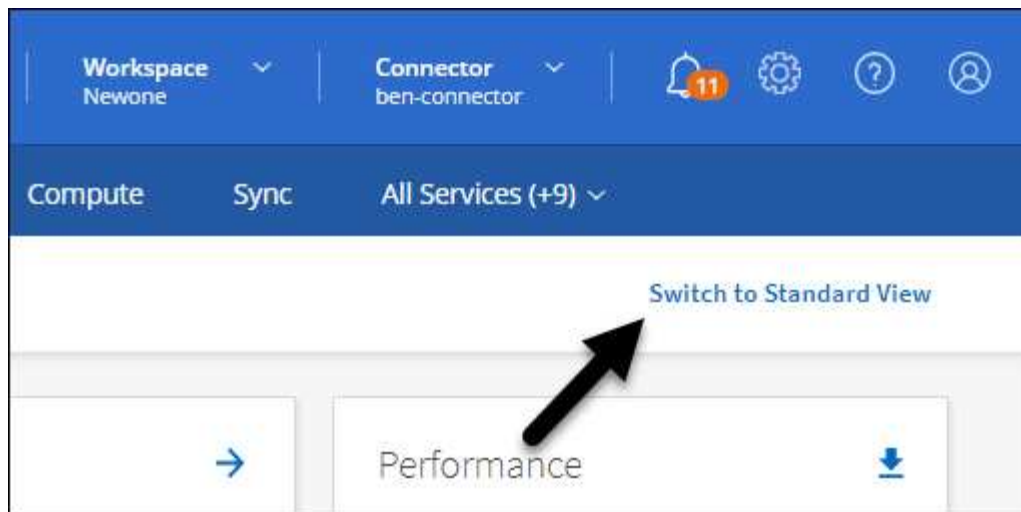 Workspace
Newone
Connector
ben-connector
11
?
Compute Sync All Services (+9)
Switch to Standard View
Performance